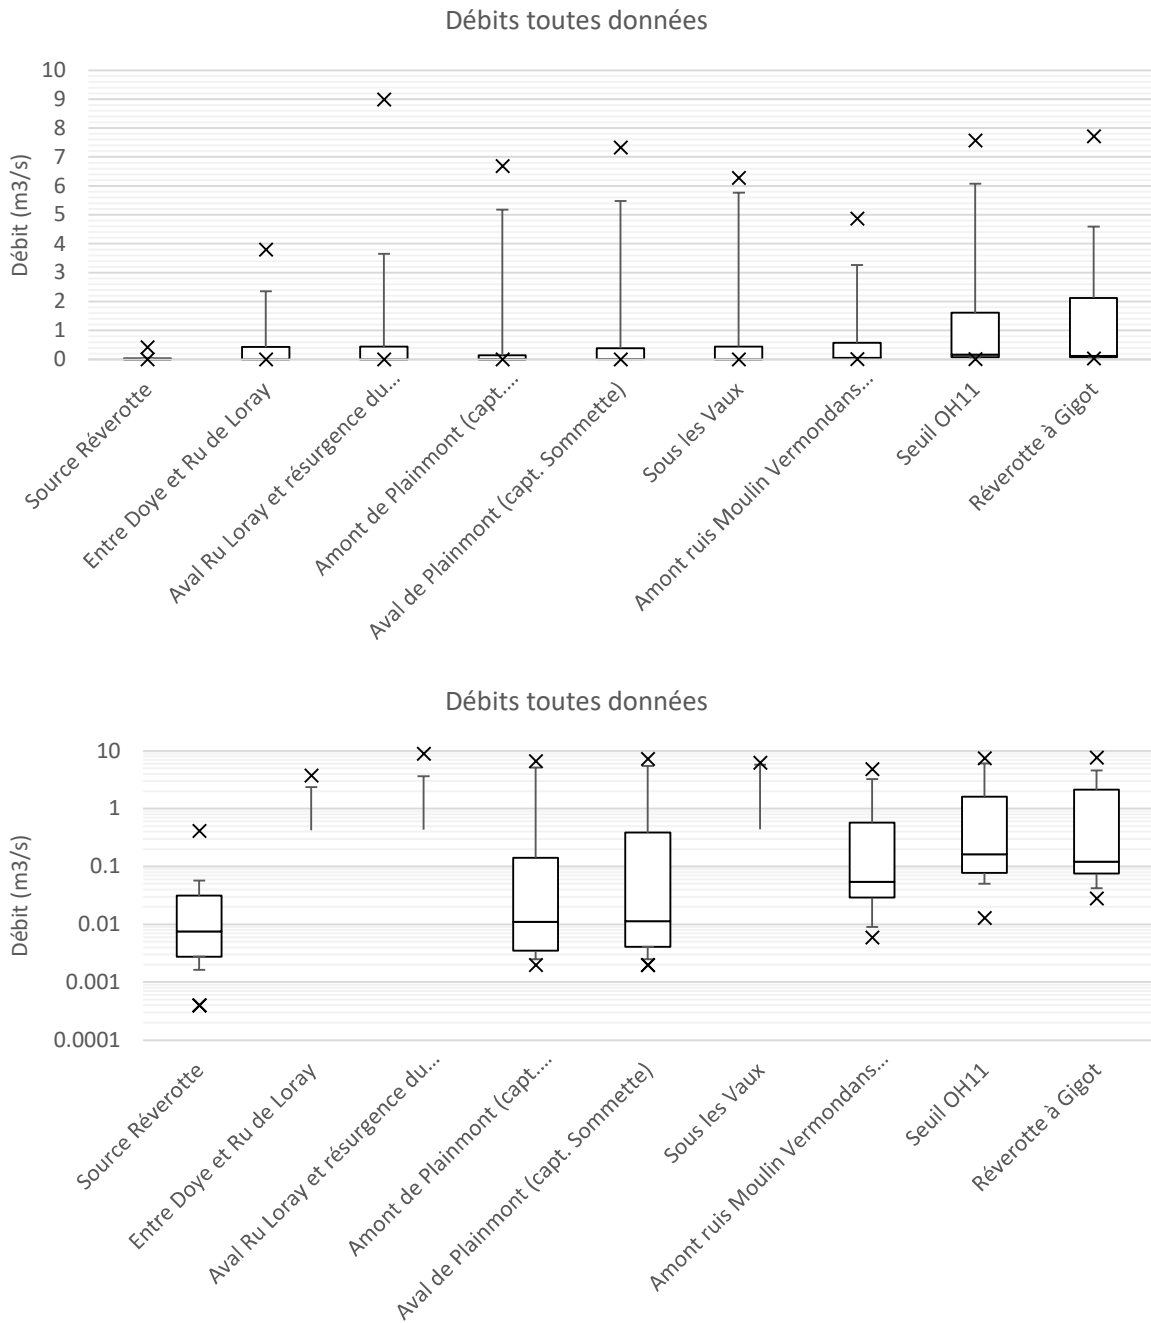 Débits toutes données
10
9
8
7
6
5
4
3
2
1
0
Débit (m3/s)
Source Réverotte
Entre Doye et Ru de Loray
Aval Ru Loray et résurgence du...
Amont de Plainmont (capt....
Aval de Plainmont (capt. Sommette)
Sous les Vaux
Amont ruis Moulin Vermondans...
Seuil OH11
Réverotte à Gigot
Débits toutes données
10
1
0.1
0.01
0.001
0.0001
Débit (m3/s)
Source Réverotte
Entre Doye et Ru de Loray
Aval Ru Loray et résurgence du...
Amont de Plainmont (capt....
Aval de Plainmont (capt. Sommette)
Sous les Vaux
Amont ruis Moulin Vermondans...
Seuil OH11
Réverotte à Gigot